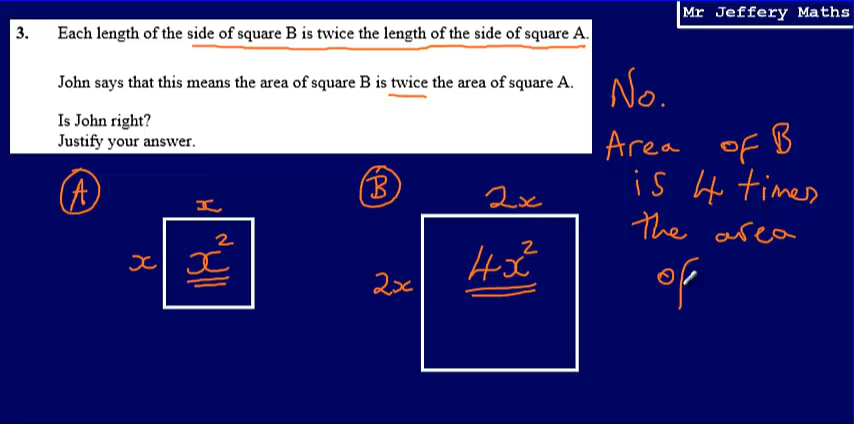 Mr Jeffery Maths
3. Each length of the side of square B is twice the length of the side of square A.
John says that this means the area of square B is twice the area of square A.
Is John right?
Justify your answer.
No.
Area of B
is 4 times
the area
of
A
B
x
2x
x
x²
2x
4x²